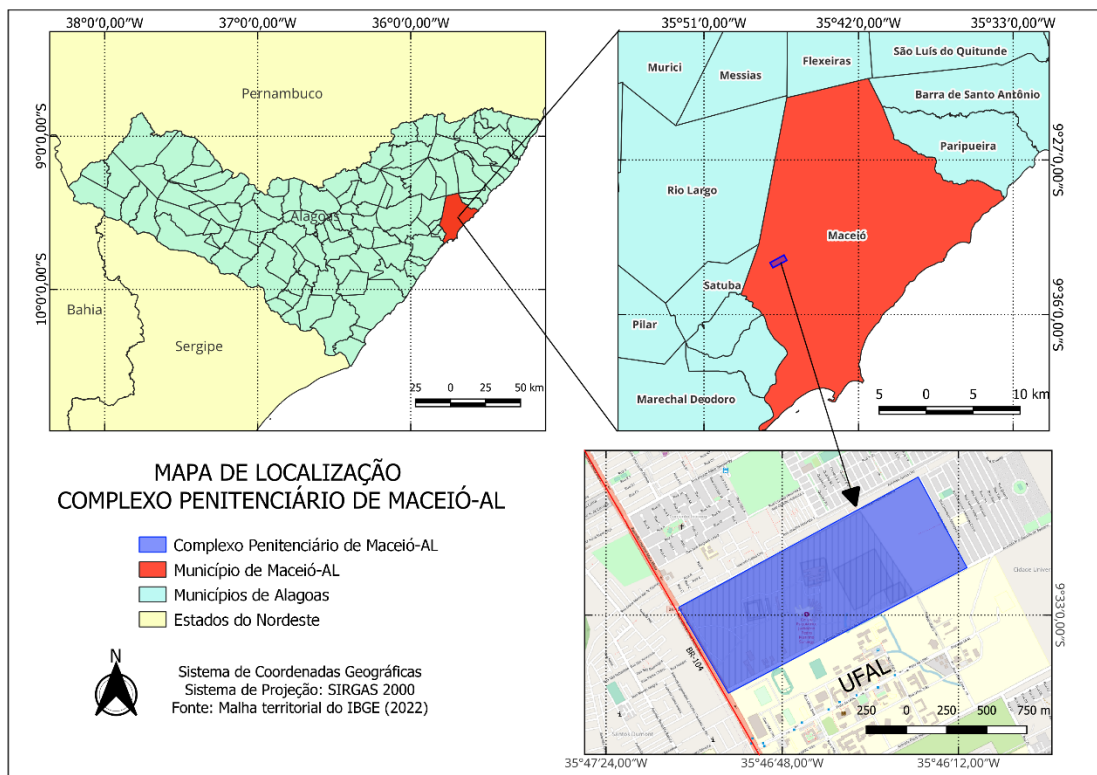 38°0'0,00"W
37°0'0,00"W
36°0'0,00"W
9°0'0,00"S
10°0'0,00"S
Pernambuco
Alagoas
Bahia
Sergipe
25 0 25 50 km
35°51'0,00"W
35°42'0,00"W
35°33'0,00"W
9°27'0,00"S
9°36'0,00"S
Murici
Messias
Flexeiras
São Luís do Quitunde
Barra de Santo Antônio
Paripueira
Rio Largo
Maceió
Satuba
Pilar
Marechal Deodoro
5 0 5 10 km
MAPA DE LOCALIZAÇÃO
COMPLEXO PENITENCIÁRIO DE MACEIÓ-AL
Complexo Penitenciário de Maceió-AL
Município de Maceió-AL
Municípios de Alagoas
Estados do Nordeste
N
Sistema de Coordenadas Geográficas
Sistema de Projeção: SIRGAS 2000
Fonte: Malha territorial do IBGE (2022)
BR-104
UFAL
Cidade Univer
Santos Dumont
250 0 250 500 750 m
9°33'0,00"S
35°47'24,00"W
35°46'48,00"W
35°46'12,00"W